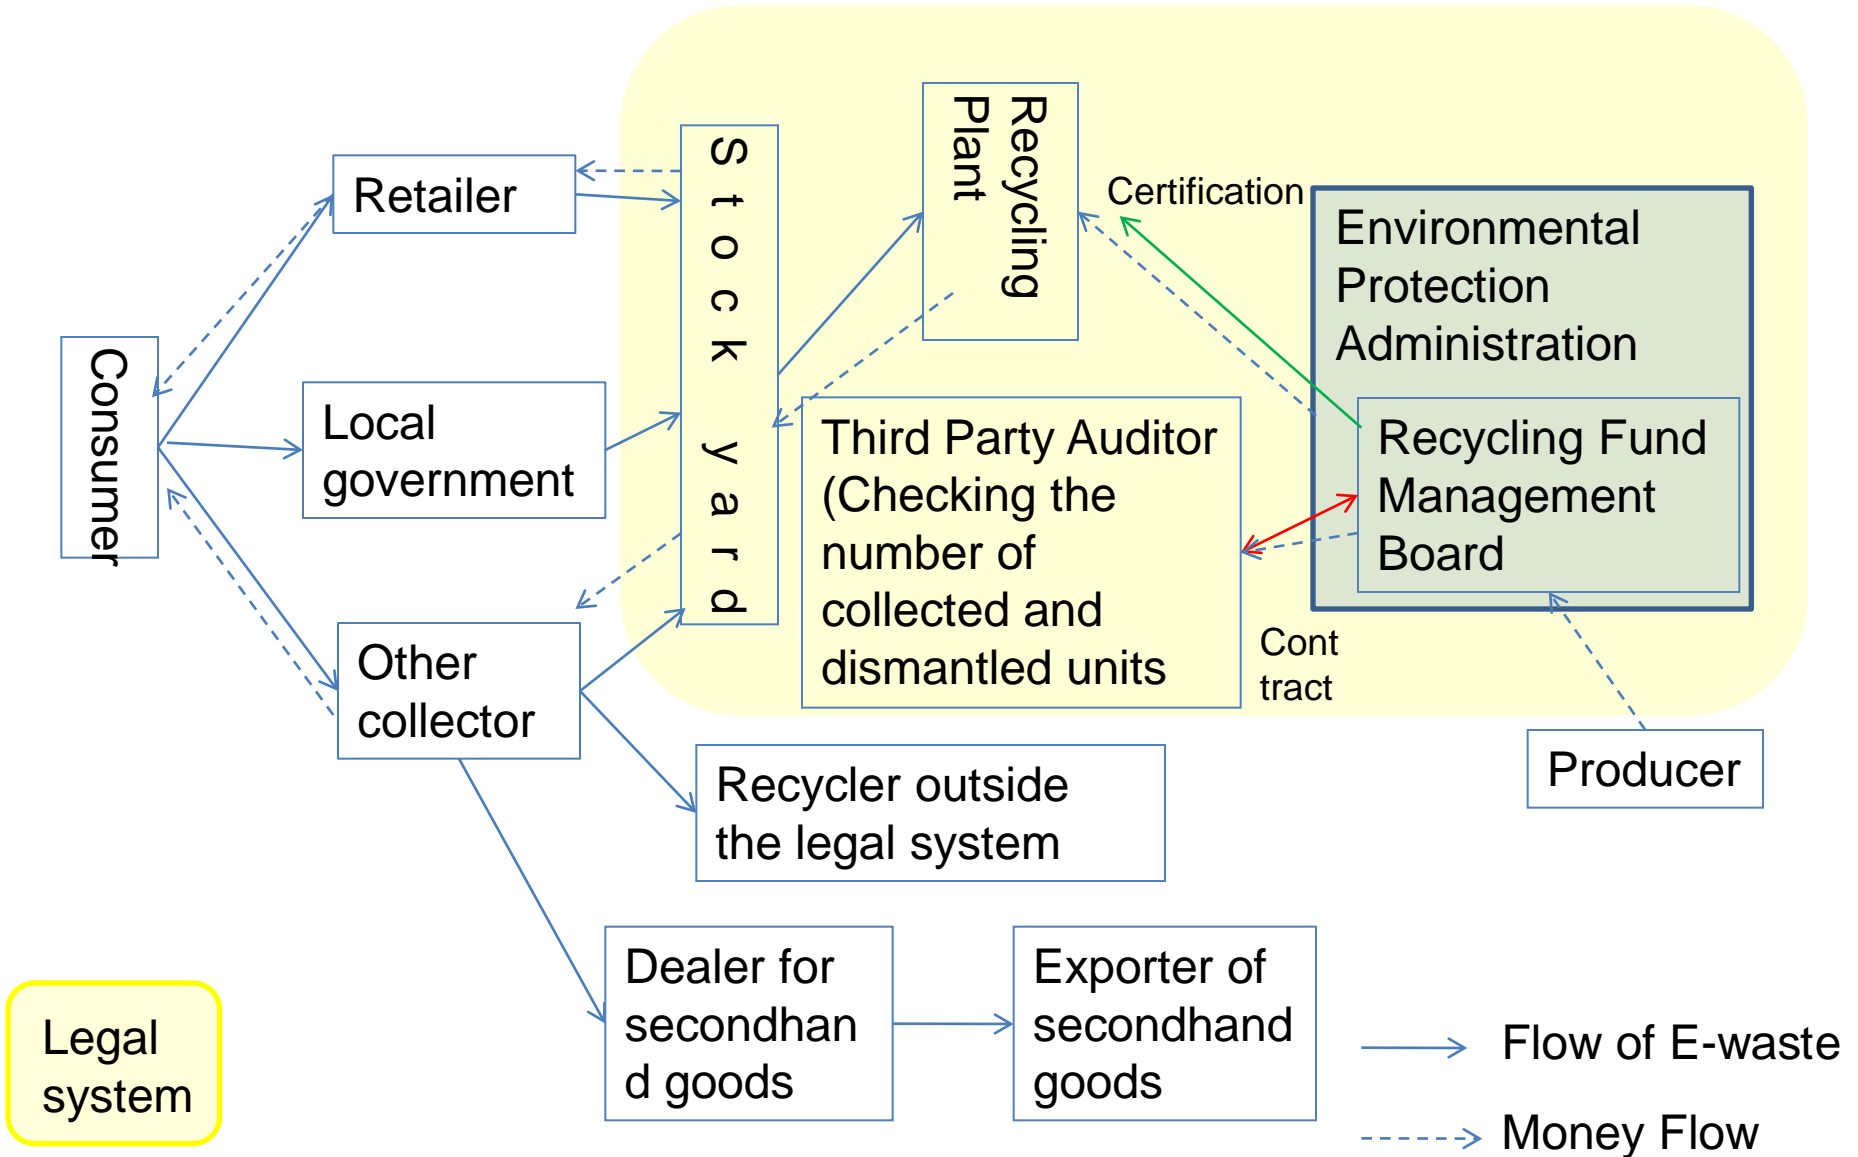 Recycling
Plant
Stock yard
Retailer
Certification
Environmental
Protection
Administration
Consumer
Local
government
Third Party Auditor
(Checking the
number of
collected and
dismantled units
Recycling Fund
Management
Board
Other
collector
Cont
tract
Recycler outside
the legal system
Producer
Dealer for
secondhan
d goods
Exporter of
secondhand
goods
Legal
system
Flow of E-waste
Money Flow